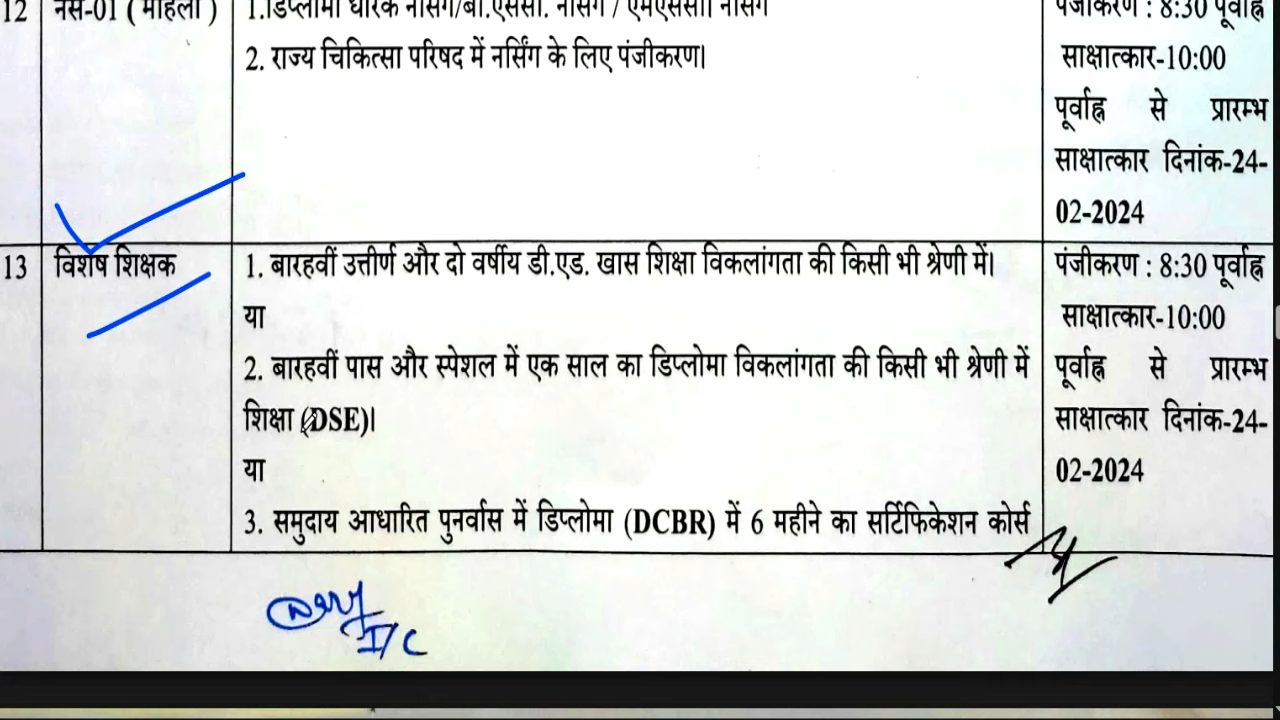 12 नर्स-01 ( महिला ) 1.डिप्लोमा धारक नर्सिंग/बी.एससी. नर्सिंग / एमएससी। नर्सिंग पंजीकरण : 8:30 पूर्वाह्न
2. राज्य चिकित्सा परिषद में नर्सिंग के लिए पंजीकरण। साक्षात्कार-10:00
पूर्वाह्न से प्रारम्भ
साक्षात्कार दिनांक-24-
02-2024
13 विशेष शिक्षक 1. बारहवीं उत्तीर्ण और दो वर्षीय डी.एड. खास शिक्षा विकलांगता की किसी भी श्रेणी में। पंजीकरण : 8:30 पूर्वाह्न
या साक्षात्कार-10:00
2. बारहवीं पास और स्पेशल में एक साल का डिप्लोमा विकलांगता की किसी भी श्रेणी में पूर्वाह्न से प्रारम्भ
शिक्षा (DSE)। साक्षात्कार दिनांक-24-
या 02-2024
3. समुदाय आधारित पुनर्वास में डिप्लोमा (DCBR) में 6 महीने का सर्टिफिकेशन कोर्स
I/C